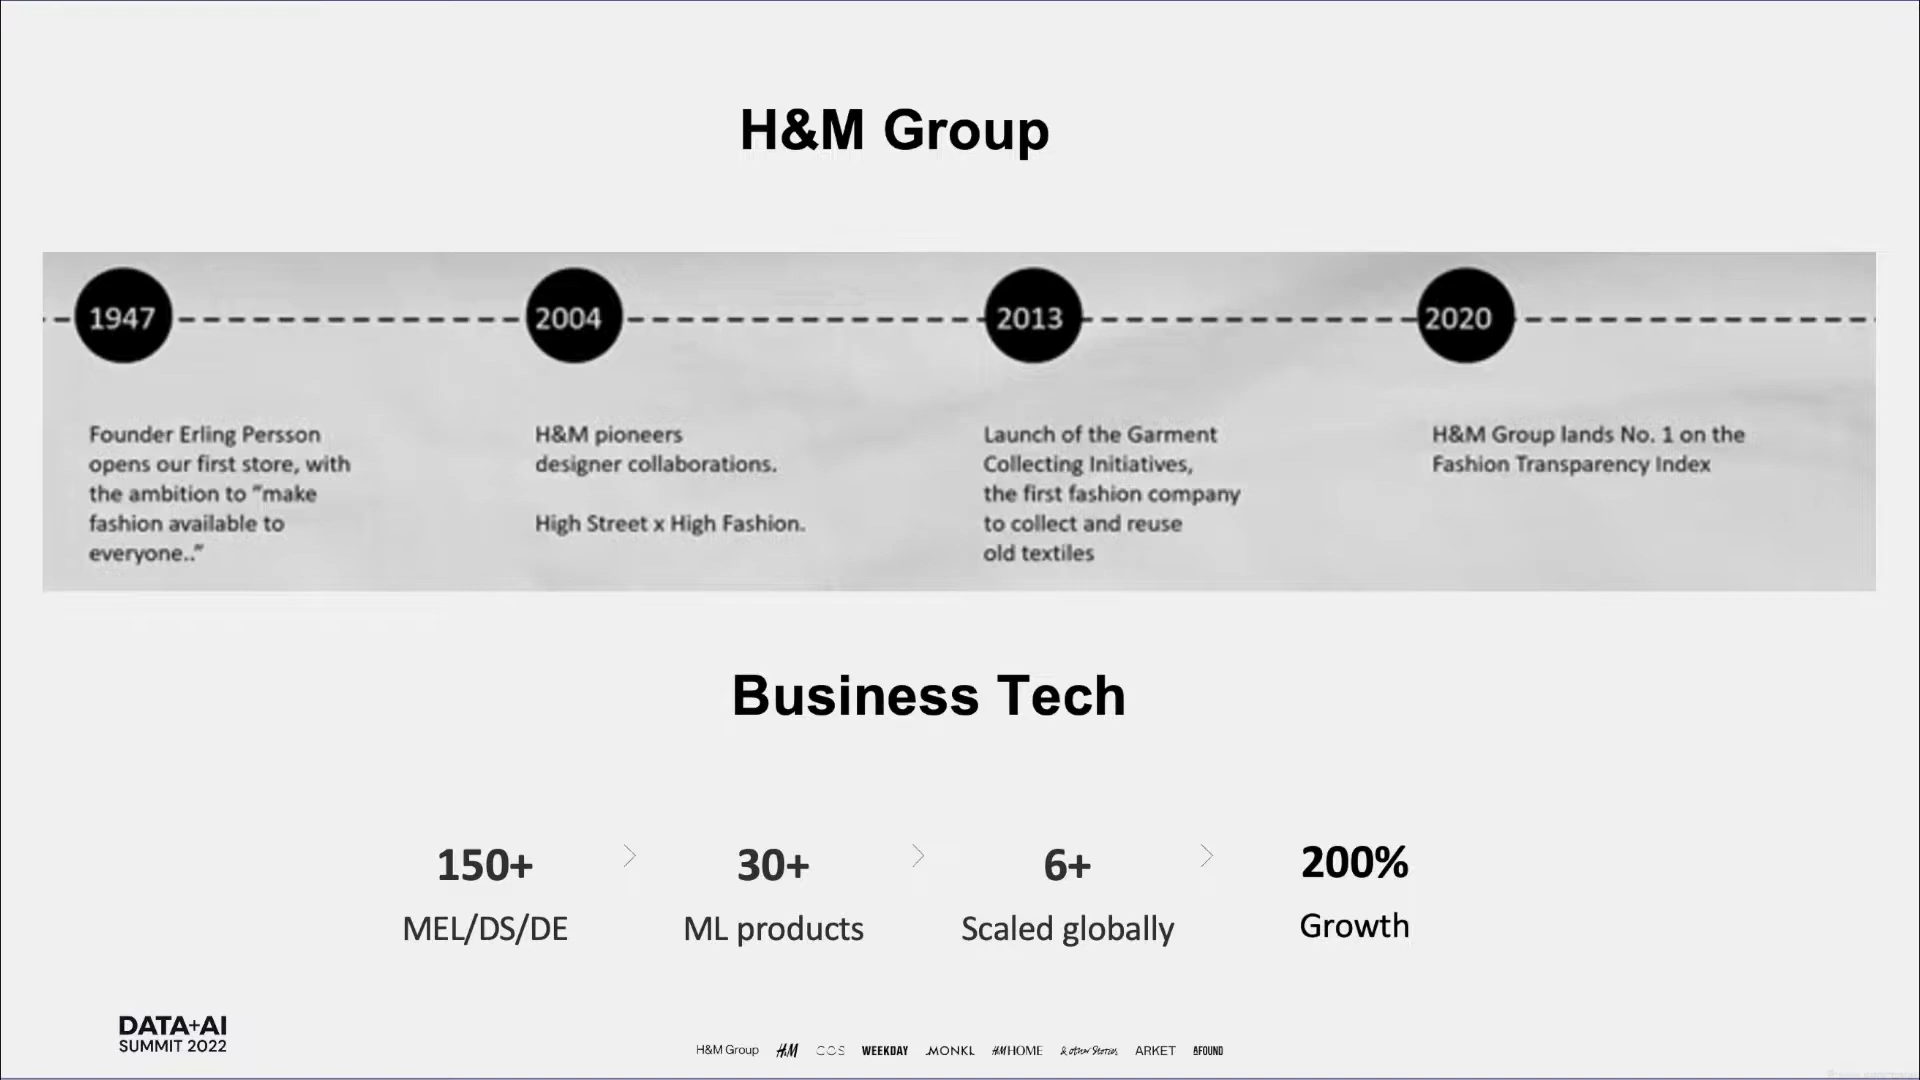 H&M Group
1947
2004
2013
2020
Founder Erling Persson
opens our first store, with
the ambition to “make
fashion available to
everyone..”
H&M pioneers
designer collaborations.
High Street x High Fashion.
Launch of the Garment
Collecting Initiatives,
the first fashion company
to collect and reuse
old textiles
H&M Group lands No. 1 on the
Fashion Transparency Index
Business Tech
150+
MEL/DS/DE
30+
ML products
6+
Scaled globally
200%
Growth
DATA+AI
SUMMIT 2022
H&M Group H&M COS WEEKDAY MONKI H&M HOME & other Stories ARKET AFOUND